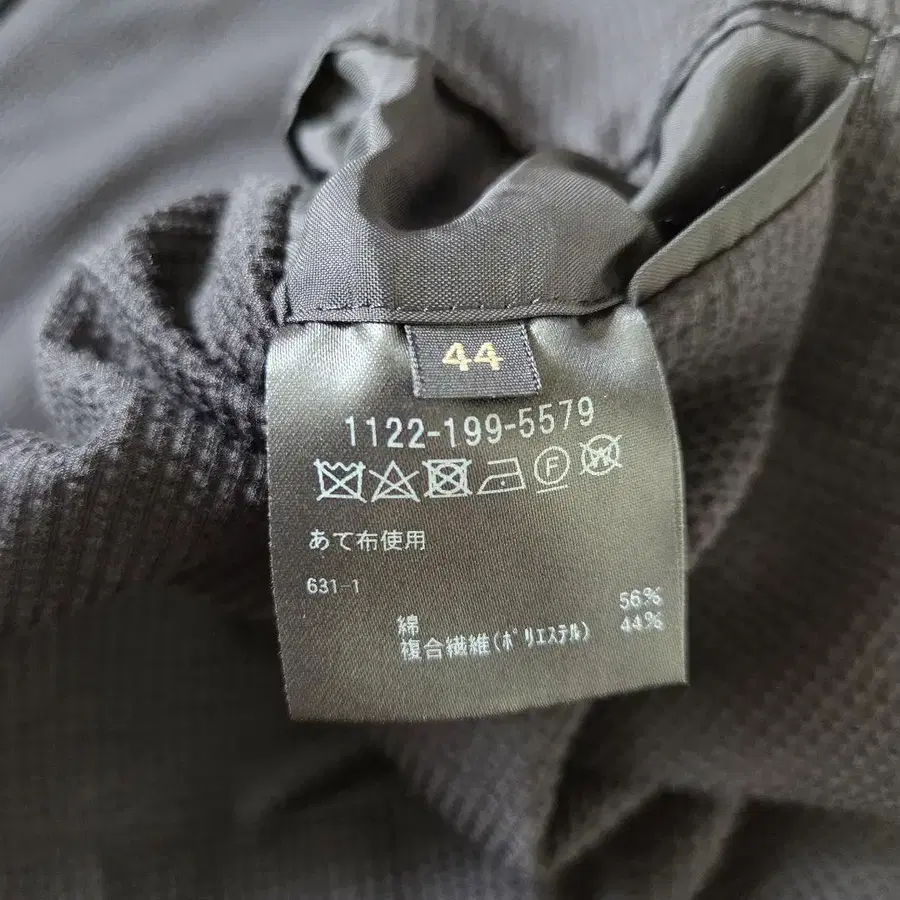 44
1122-199-5579
F
W
あて布使用
631-1
綿 56%
複合繊維(ﾎﾟﾘｴｽﾃﾙ) 44%